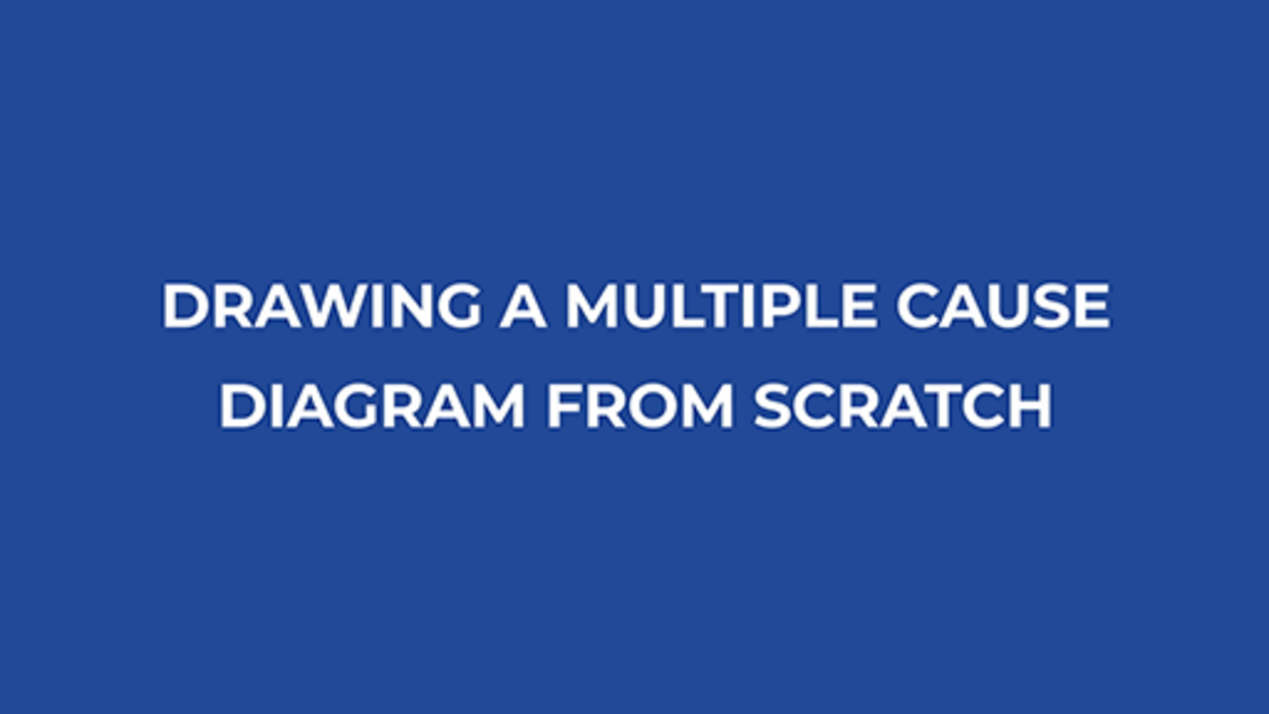 DRAWING A MULTIPLE CAUSE
DIAGRAM FROM SCRATCH